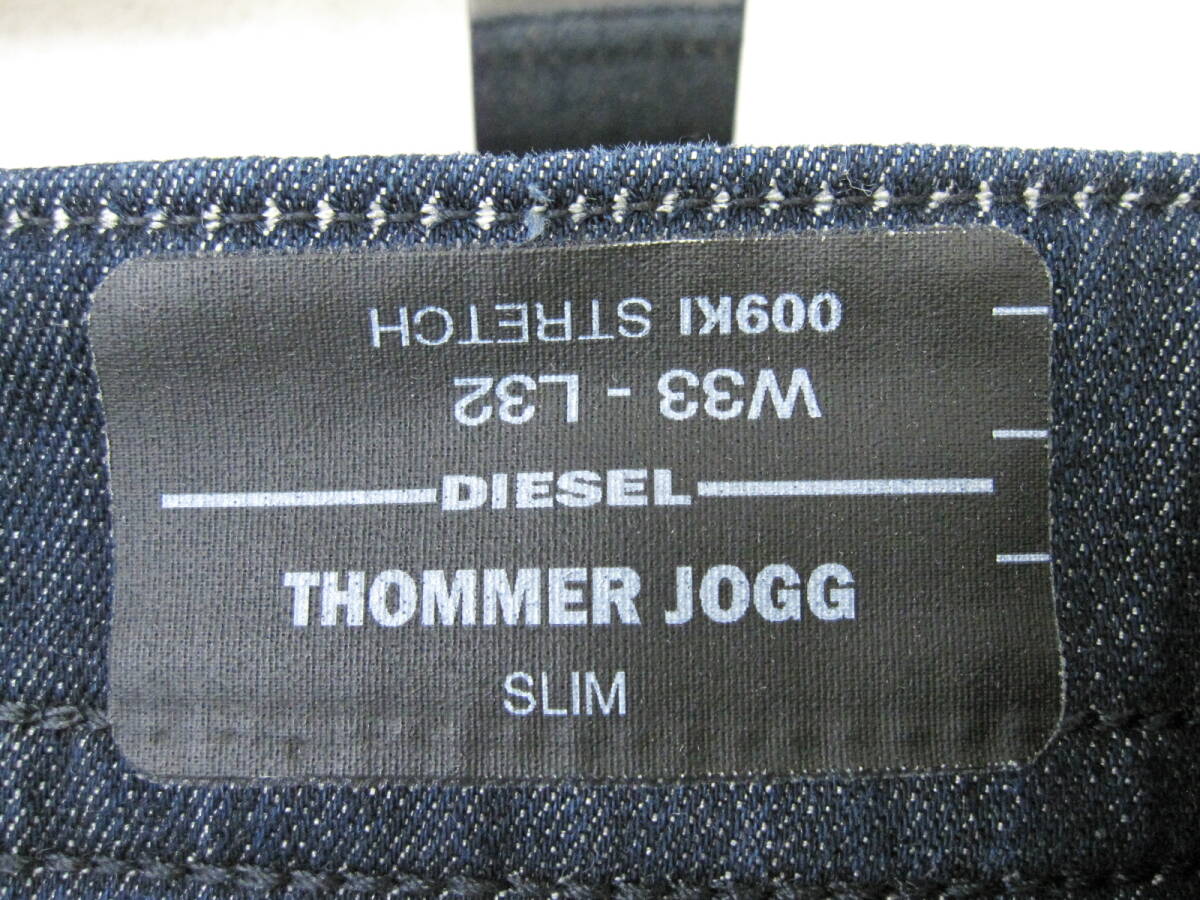 009KI STRETCH
W33 - L32
DIESEL
THOMMER JOGG
SLIM